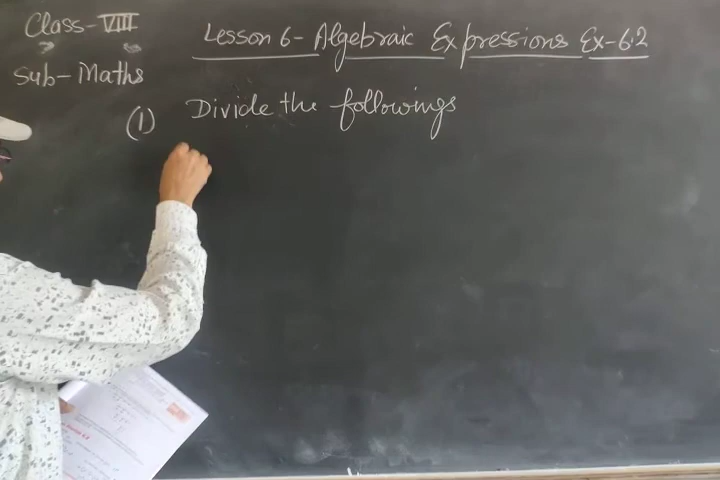 Class-VIII
Lesson 6- Algebraic Expressions Ex-6.2
Sub-Maths
(1) Divide the followings